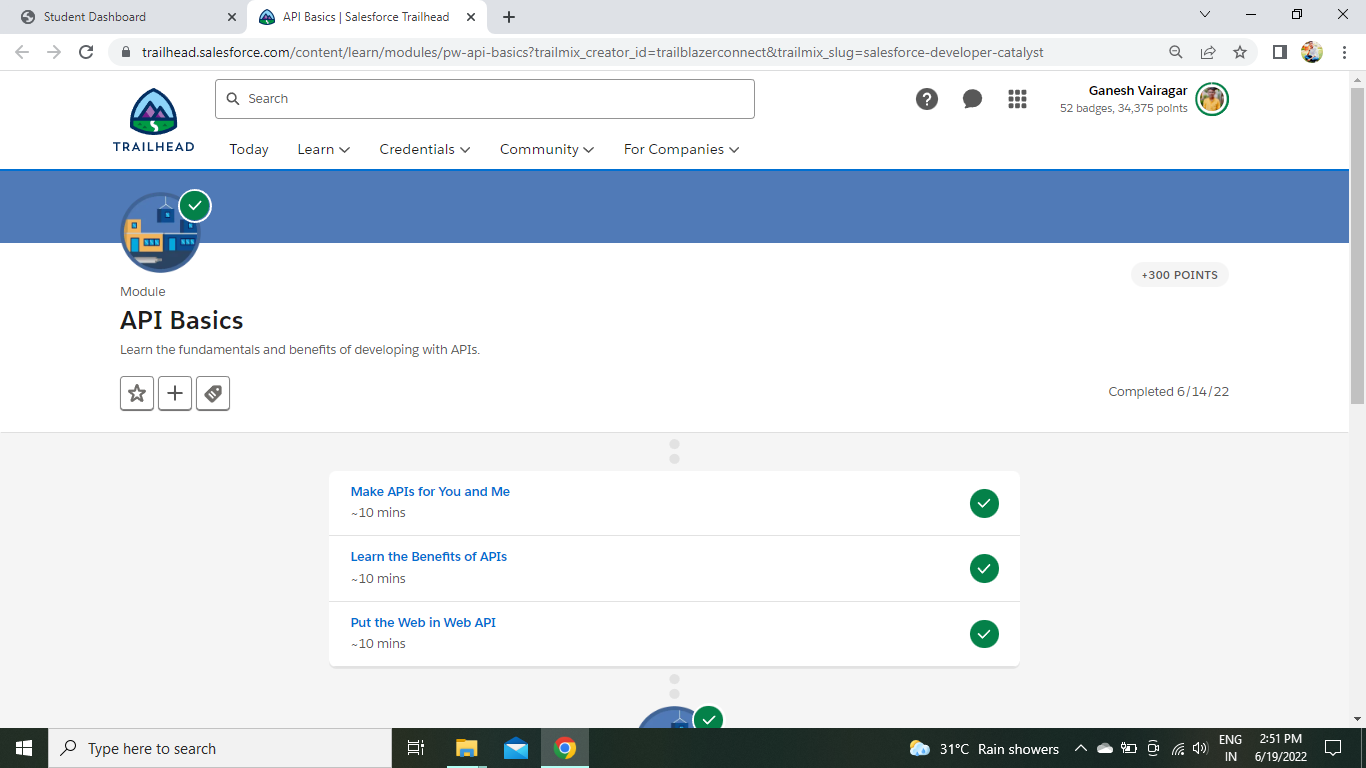 Student Dashboard
API Basics | Salesforce Trailhead
trailhead.salesforce.com/content/learn/modules/pw-api-basics?trailmix_creator_id=trailblazerconnect&trailmix_slug=salesforce-developer-catalyst
TRAILHEAD
Search
Ganesh Vairagar
52 badges, 34,375 points
Today Learn Credentials Community For Companies
+300 POINTS
Module
API Basics
Learn the fundamentals and benefits of developing with APIs.
Completed 6/14/22
Make APIs for You and Me
~10 mins
Learn the Benefits of APIs
~10 mins
Put the Web in Web API
~10 mins
Type here to search
31°C Rain showers
ENG
IN
2:51 PM
6/19/2022